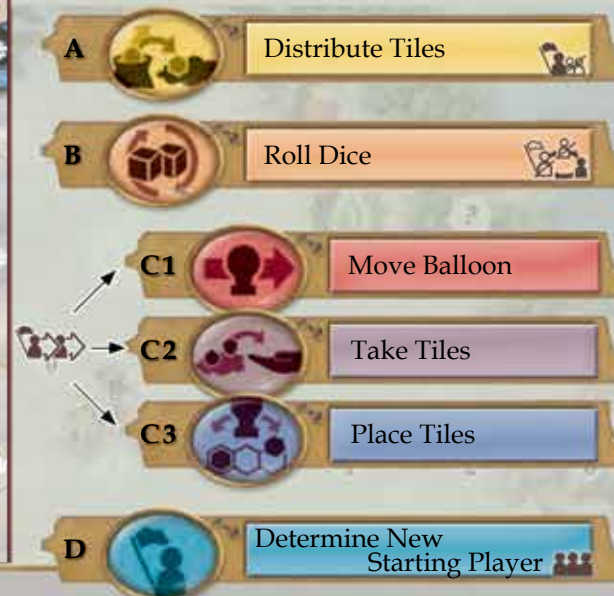 A Distribute Tiles
B Roll Dice
?
C1 Move Balloon
C2 Take Tiles
C3 Place Tiles
D Determine New
Starting Player